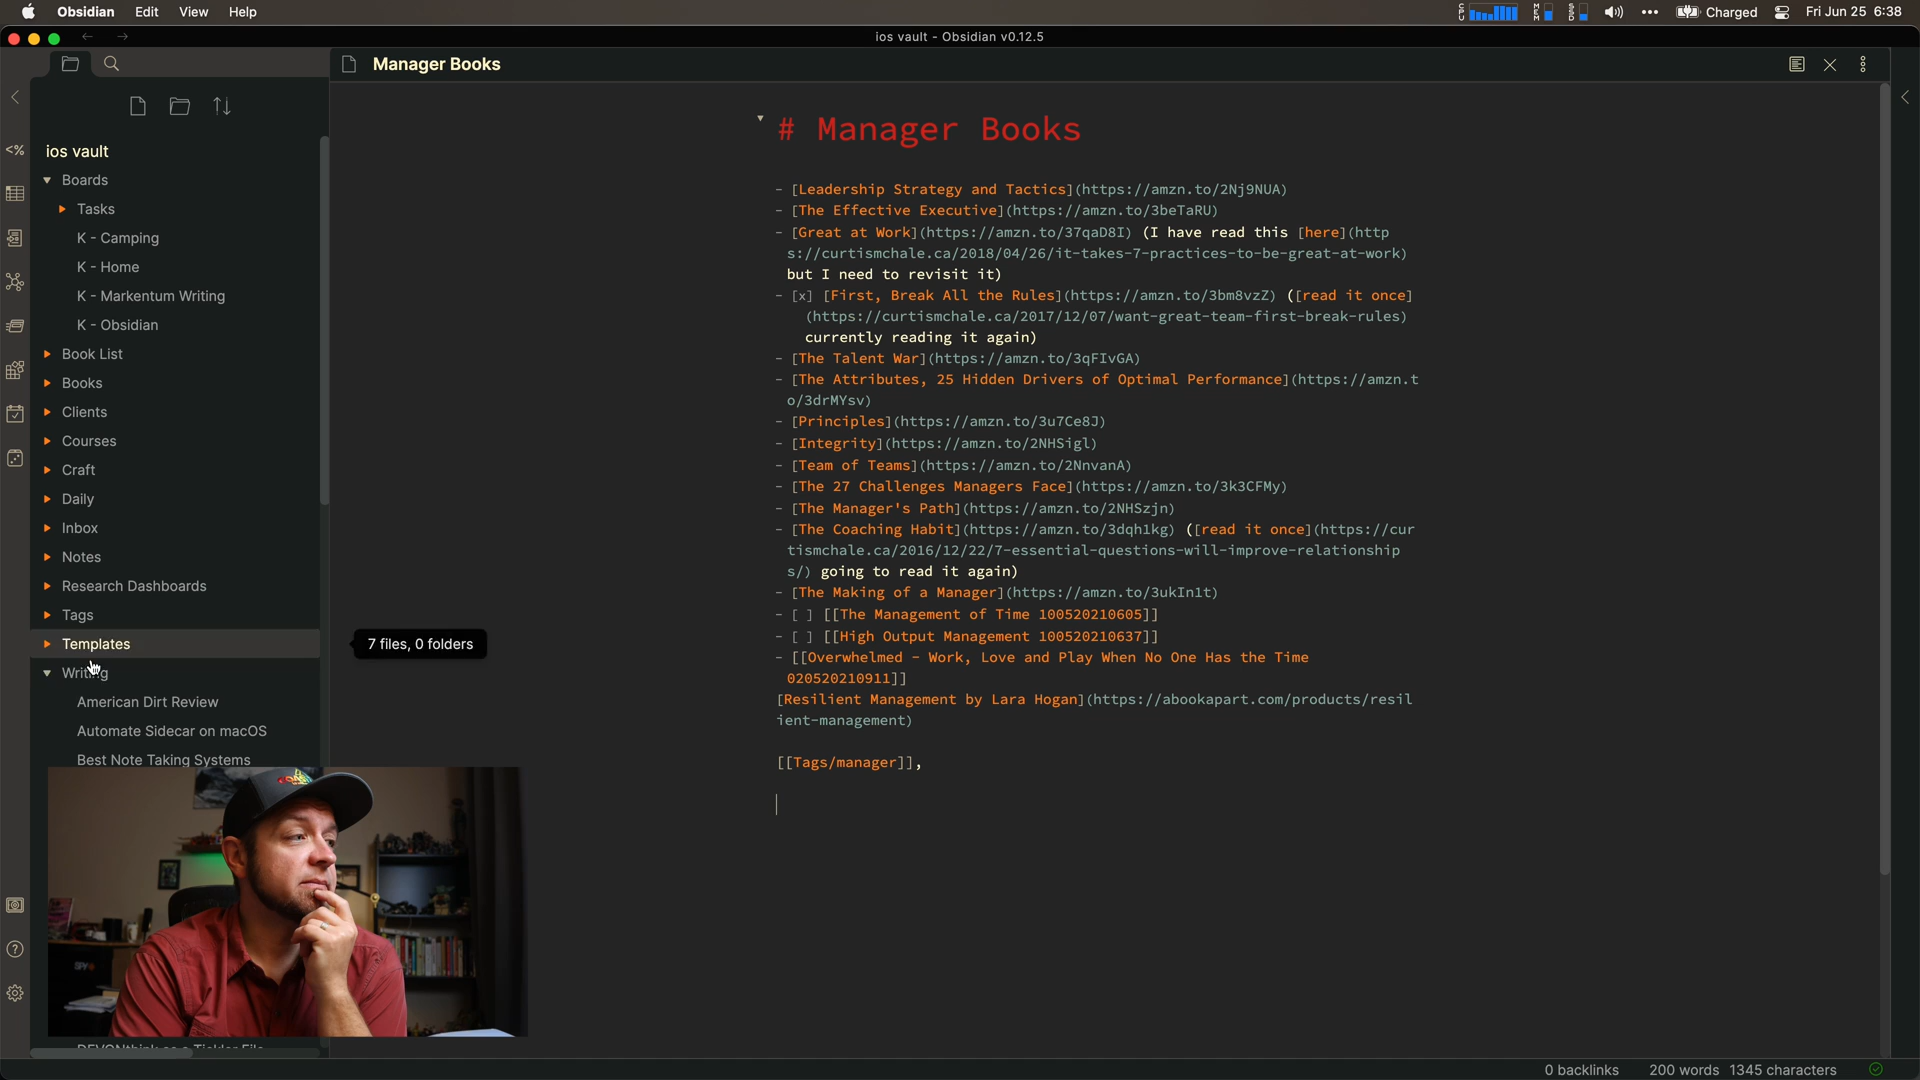 Obsidian Edit View Help
CPU MEM SSD Charged Fri Jun 25 6:38
ios vault - Obsidian v0.12.5
Manager Books
<%
ios vault
Boards
Tasks
K - Camping
K - Home
K - Markentum Writing
K - Obsidian
Book List
Books
Clients
Courses
Craft
Daily
Inbox
Notes
Research Dashboards
Tags
Templates
7 files, 0 folders
Writing
American Dirt Review
Automate Sidecar on macOS
Best Note Taking Systems
# Manager Books
- [Leadership Strategy and Tactics](https://amzn.to/2Nj9NUA)
- [The Effective Executive](https://amzn.to/3beTaRU)
- [Great at Work](https://amzn.to/37qaD8I) (I have read this [here](http
s://curtismchale.ca/2018/04/26/it-takes-7-practices-to-be-great-at-work)
but I need to revisit it)
- [x] [First, Break All the Rules](https://amzn.to/3bm8vzZ) ([read it once]
(https://curtismchale.ca/2017/12/07/want-great-team-first-break-rules)
currently reading it again)
- [The Talent War](https://amzn.to/3qFIvGA)
- [The Attributes, 25 Hidden Drivers of Optimal Performance](https://amzn.t
o/3drMYsv)
- [Principles](https://amzn.to/3u7Ce8J)
- [Integrity](https://amzn.to/2NHSigl)
- [Team of Teams](https://amzn.to/2NnvanA)
- [The 27 Challenges Managers Face](https://amzn.to/3k3CFMy)
- [The Manager's Path](https://amzn.to/2NHSzjn)
- [The Coaching Habit](https://amzn.to/3dqh1kg) ([read it once](https://cur
tismchale.ca/2016/12/22/7-essential-questions-will-improve-relationship
s/) going to read it again)
- [The Making of a Manager](https://amzn.to/3ukIn1t)
- [ ] [[The Management of Time 100520210605]]
- [ ] [[High Output Management 100520210637]]
- [[Overwhelmed - Work, Love and Play When No One Has the Time
020520210911]]
[Resilient Management by Lara Hogan](https://abookapart.com/products/resil
ient-management)
[[Tags/manager]],
SPY
0 backlinks 200 words 1345 characters